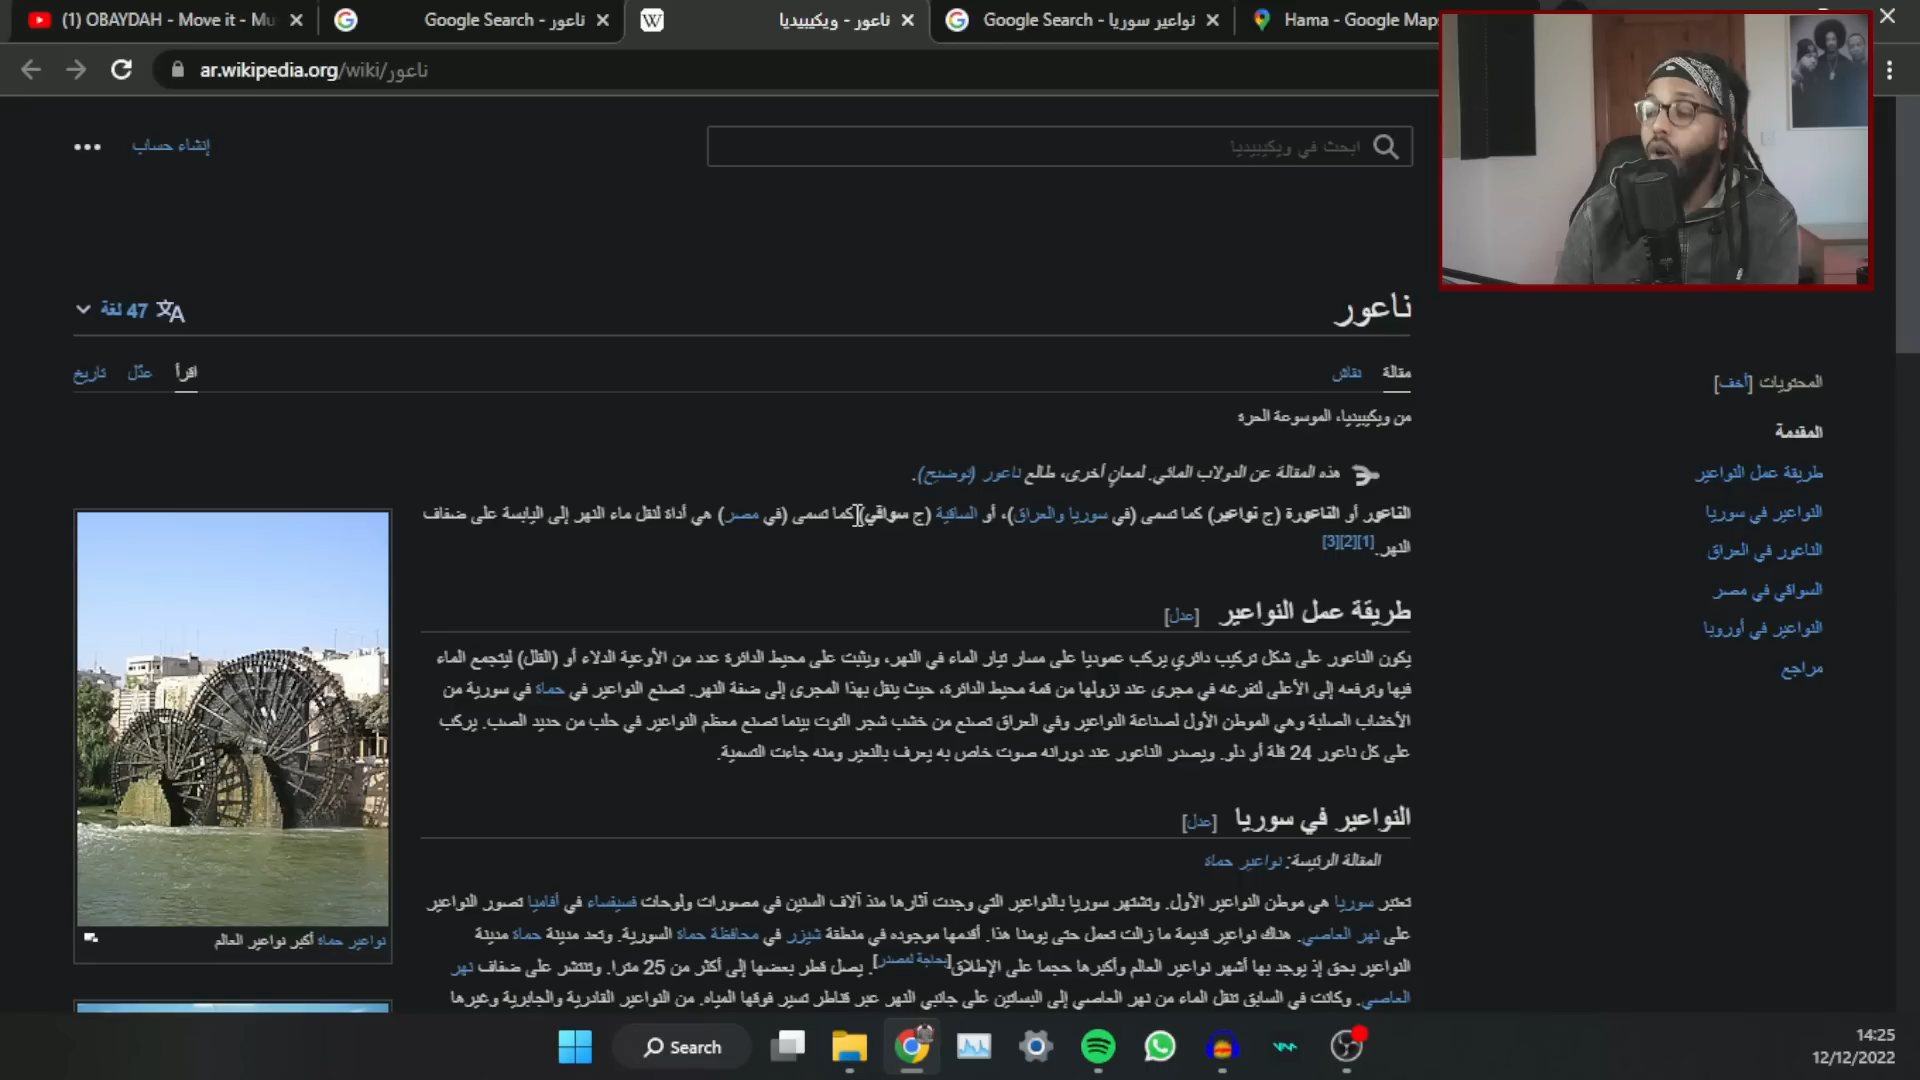 (1) OBAYDAH - Move it - Mu
ناعور - Google Search
ناعور - ويكيبيديا
نواعير سوريا - Google Search
Hama - Google Maps
ar.wikipedia.org/wiki/ناعور
ابحث في ويكيبيديا
إنشاء حساب
ناعور
47 لغة
مقالة
نقاش
اقرأ
عدّل
تاريخ
من ويكيبيديا، الموسوعة الحرة
هذه المقالة عن الدولاب المائي. لمعانٍ أخرى، طالع ناعور (توضيح).
الناعور أو الناعورة (ج نواعير) كما تسمى (في سوريا والعراق)، أو الساقية (ج سواقي) كما تسمى (في مصر) هي أداة لنقل ماء النهر إلى اليابسة على ضفاف
النهر.[1][2][3]
طريقة عمل النواعير [عدل]
يكون الناعور على شكل تركيب دائري يركب عموديا على مسار تيار الماء في النهر، ويثبت على محيط الدائرة عدد من الأوعية الدلاء أو (القلل) ليتجمع الماء
فيها وترفعه إلى الأعلى لتفرغه في مجرى عند نزولها من قمة محيط الدائرة، حيث ينقل بهذا المجرى إلى ضفة النهر. تصنع النواعير في حماة في سورية من
الأخشاب الصلبة وهي الموطن الأول لصناعة النواعير وفي العراق تصنع من خشب شجر التوت بينما تصنع معظم النواعير في حلب من حديد الصب. يركب
على كل ناعور 24 قلة أو دلو. ويصدر الناعور عند دورانه صوت خاص به يعرف بالنعير ومنه جاءت التسمية.
النواعير في سوريا [عدل]
المقالة الرئيسة: نواعير حماة
تعتبر سوريا هي موطن النواعير الأول. وتشتهر سوريا بالنواعير التي وجدت آثارها منذ آلاف السنين في مصورات ولوحات فسيفساء في أفاميا تصور النواعير
على نهر العاصي. هناك نواعير قديمة ما زالت تعمل حتى يومنا هذا. أقدمها موجوده في منطقة شيزر في محافظة حماة السورية. وتعد مدينة حماة مدينة
النواعير بحق إذ يوجد بها أشهر نواعير العالم وأكبرها حجما على الإطلاق[بحاجة لمصدر]. يصل قطر بعضها إلى أكثر من 25 مترا. وتنتشر على ضفاف نهر
العاصي. وكانت في السابق تنقل الماء من نهر العاصي إلى البساتين على جانبي النهر عبر قناطر تسير فوقها المياه. من النواعير القادرية والجابرية وغيرها
نواعير حماة أكبر نواعير العالم
المحتويات [أخف]
المقدمة
طريقة عمل النواعير
النواعير في سوريا
الناعور في العراق
السواقي في مصر
النواعير في أوروبا
مراجع
Search
14:25
12/12/2022